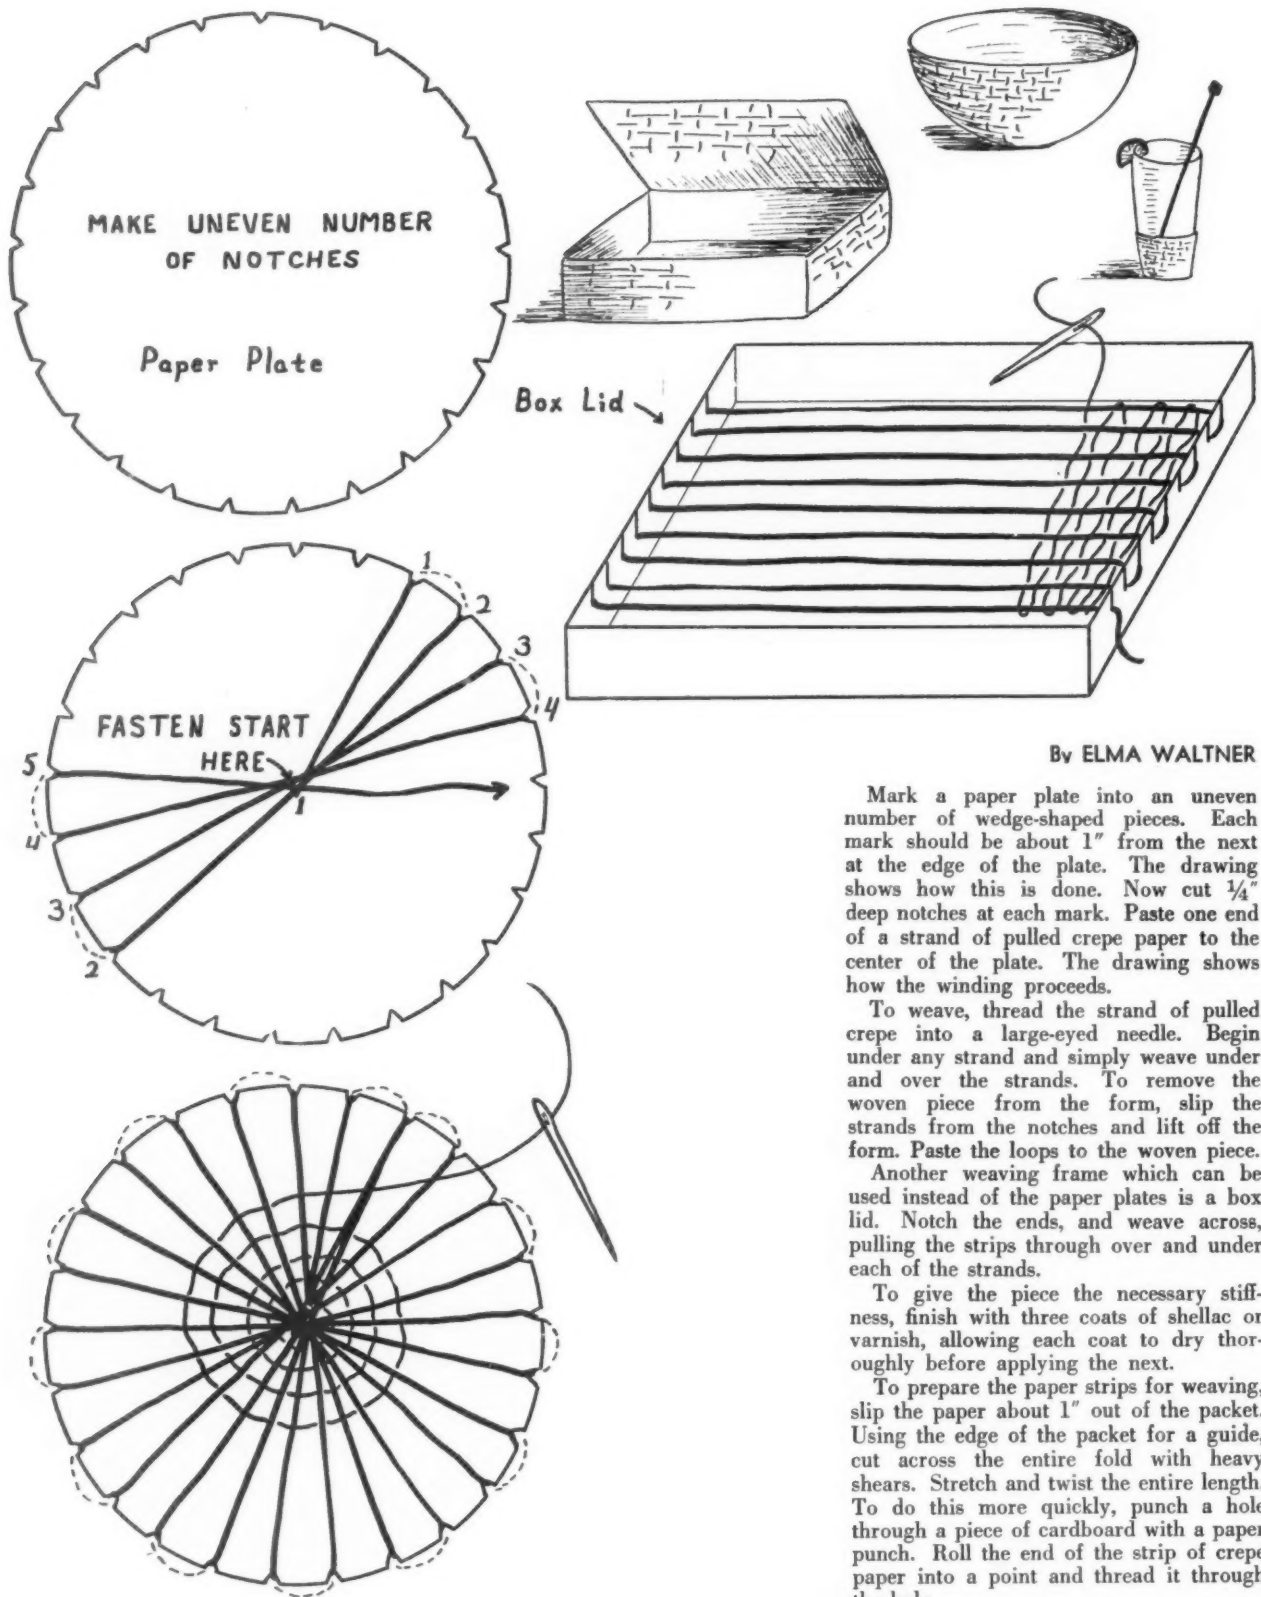 MAKE UNEVEN NUMBER
OF NOTCHES
Paper Plate
Box Lid
1
2
3
4
FASTEN START
HERE
1
5
4
3
2
By ELMA WALTNER
Mark a paper plate into an uneven
number of wedge-shaped pieces. Each
mark should be about 1" from the next
at the edge of the plate. The drawing
shows how this is done. Now cut ¼"
deep notches at each mark. Paste one end
of a strand of pulled crepe paper to the
center of the plate. The drawing shows
how the winding proceeds.
To weave, thread the strand of pulled
crepe into a large-eyed needle. Begin
under any strand and simply weave under
and over the strands. To remove the
woven piece from the form, slip the
strands from the notches and lift off the
form. Paste the loops to the woven piece.
Another weaving frame which can be
used instead of the paper plates is a box
lid. Notch the ends, and weave across,
pulling the strips through over and under
each of the strands.
To give the piece the necessary stiff-
ness, finish with three coats of shellac or
varnish, allowing each coat to dry thor-
oughly before applying the next.
To prepare the paper strips for weaving,
slip the paper about 1" out of the packet.
Using the edge of the packet for a guide,
cut across the entire fold with heavy
shears. Stretch and twist the entire length.
To do this more quickly, punch a hole
through a piece of cardboard with a paper
punch. Roll the end of the strip of crepe
paper into a point and thread it through